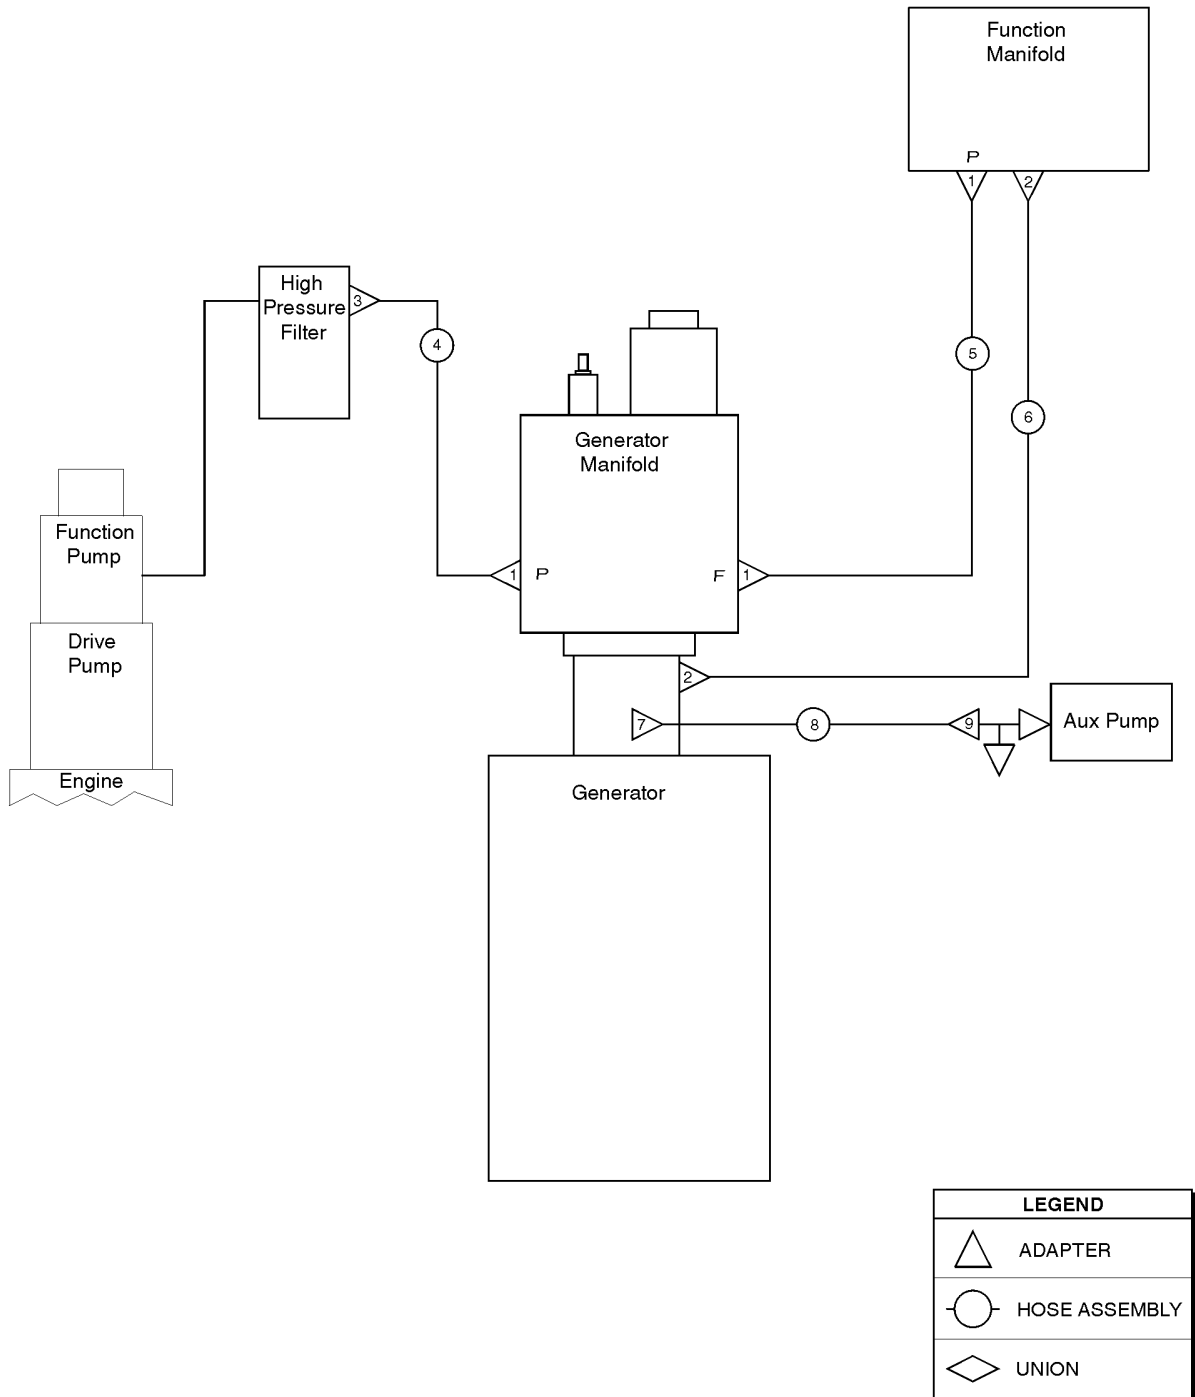 Function
Manifold
P
1
2
High
Pressure
Filter
3
4
5
6
Generator
Manifold
Function
Pump
1
P
F
1
Drive
Pump
2
7
8
9
Aux Pump
Engine
Generator
LEGEND
ADAPTER
HOSE ASSEMBLY
UNION